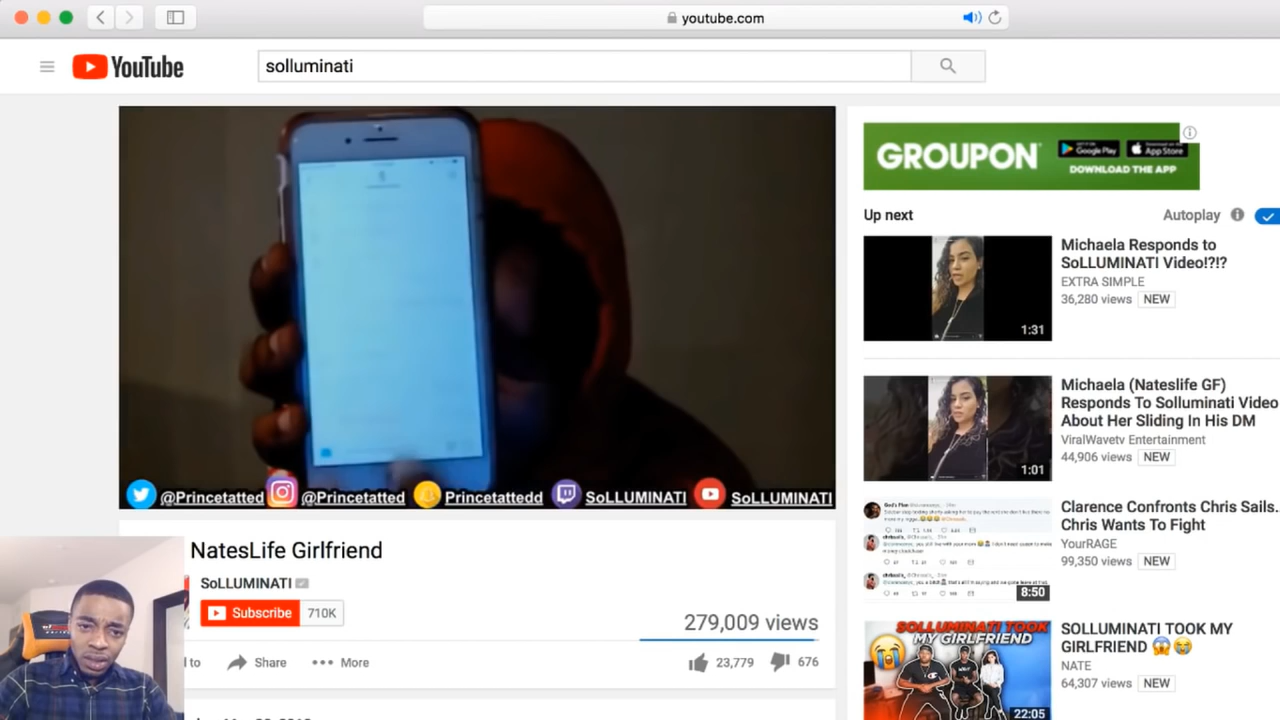 youtube.com
YouTube
solluminati
GROUPON
GET IT ON
Google Play
App Store
DOWNLOAD THE APP
Up next
Autoplay
Michaela Responds to
SoLLUMINATI Video!?!?
EXTRA SIMPLE
36,280 views NEW
1:31
Michaela (Nateslife GF)
Responds To Solluminati Video
About Her Sliding In His DM
ViralWavetv Entertainment
44,906 views NEW
1:01
Clarence Confronts Chris Sails.
Chris Wants To Fight
YourRAGE
99,350 views NEW
8:50
SOLLUMINATI TOOK
MY GIRLFRIEND
SOLLUMINATI TOOK MY
GIRLFRIEND 😱😭
NATE
64,307 views NEW
22:05
@Princetatted @Princetatted Princetattedd SoLLUMINATI SoLLUMINATI
NatesLife Girlfriend
SoLLUMINATI
Subscribe 710K
279,009 views
to Share More
23,779 676